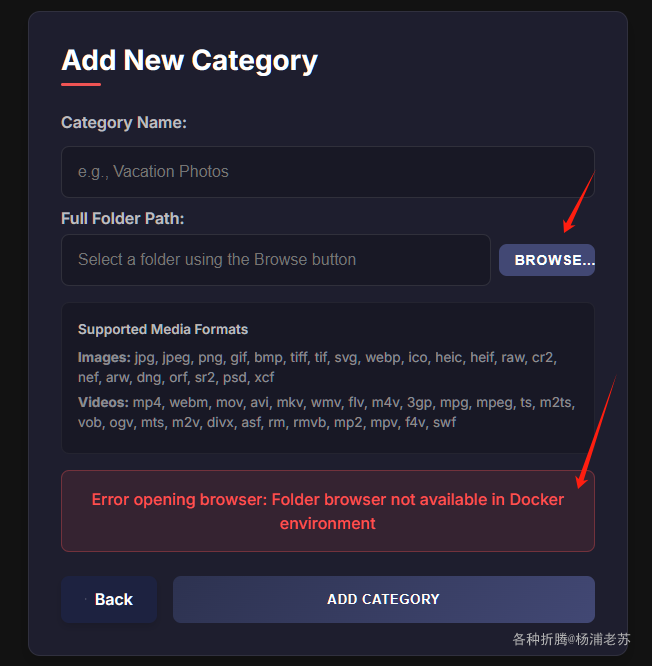 Add New Category
Category Name:
e.g., Vacation Photos
Full Folder Path:
Select a folder using the Browse button
BROWSE...
Supported Media Formats
Images: jpg, jpeg, png, gif, bmp, tiff, tif, svg, webp, ico, heic, heif, raw, cr2,
nef, arw, dng, orf, sr2, psd, xcf
Videos: mp4, webm, mov, avi, mkv, wmv, flv, m4v, 3gp, mpg, mpeg, ts, m2ts,
vob, ogv, mts, m2v, divx, asf, rm, rmvb, mp2, mpv, f4v, swf
Error opening browser: Folder browser not available in Docker
environment
Back
ADD CATEGORY
各种折腾@杨浦老苏